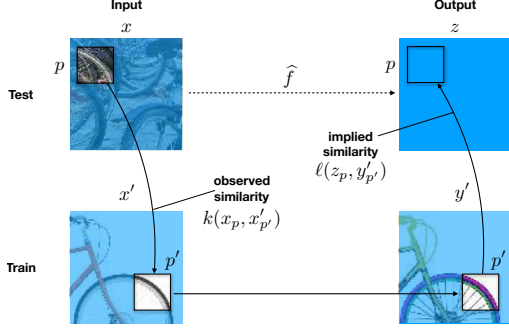 Input
Output
x
z
p
p
Test
f̂
implied
similarity
ℓ(z_p, y'_{p'})
observed
similarity
k(x_p, x'_{p'})
x'
y'
p'
p'
Train